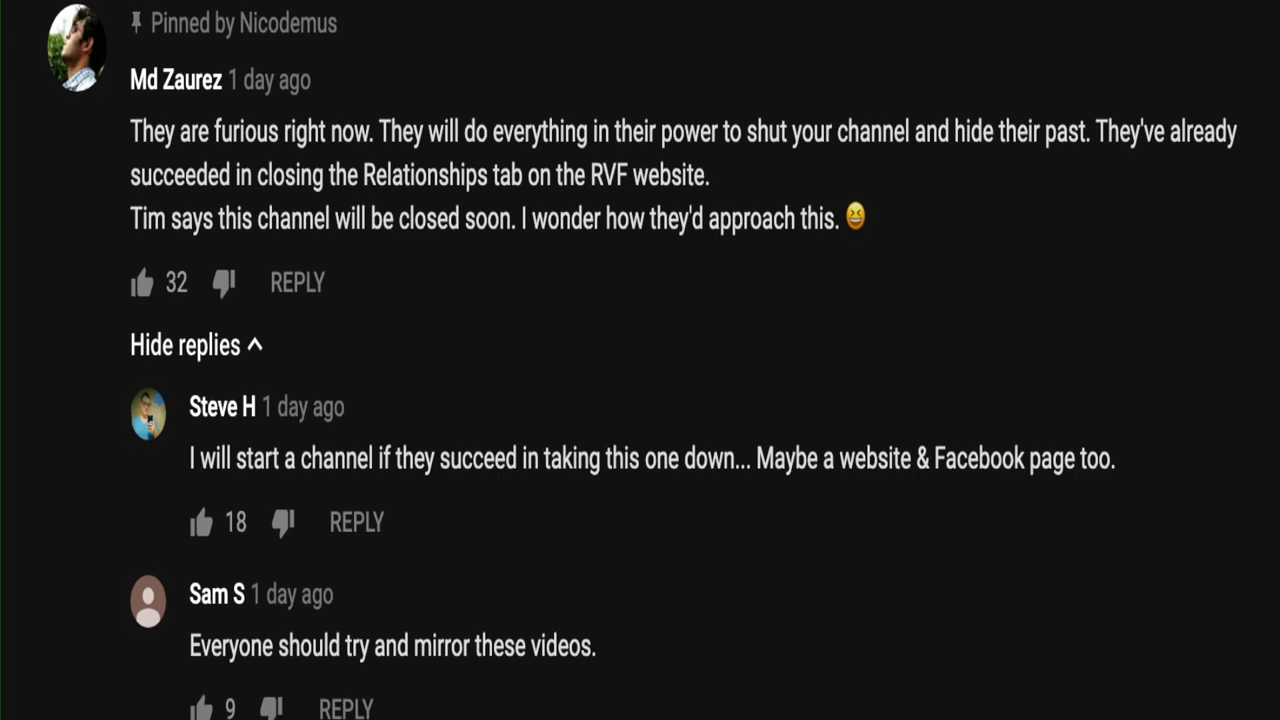 Pinned by Nicodemus
Md Zaurez 1 day ago
They are furious right now. They will do everything in their power to shut your channel and hide their past. They've already
succeeded in closing the Relationships tab on the RVF website.
Tim says this channel will be closed soon. I wonder how they'd approach this. 😆
32 REPLY
Hide replies
Steve H 1 day ago
I will start a channel if they succeed in taking this one down... Maybe a website & Facebook page too.
18 REPLY
Sam S 1 day ago
Everyone should try and mirror these videos.
9 REPLY